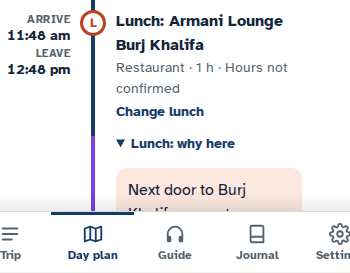 ARRIVE
11:48 am
LEAVE
12:48 pm
L
Lunch: Armani Lounge
Burj Khalifa
Restaurant · 1 h · Hours not
confirmed
Change lunch
▼ Lunch: why here
Next door to Burj
Trip
Day plan
Guide
Journal